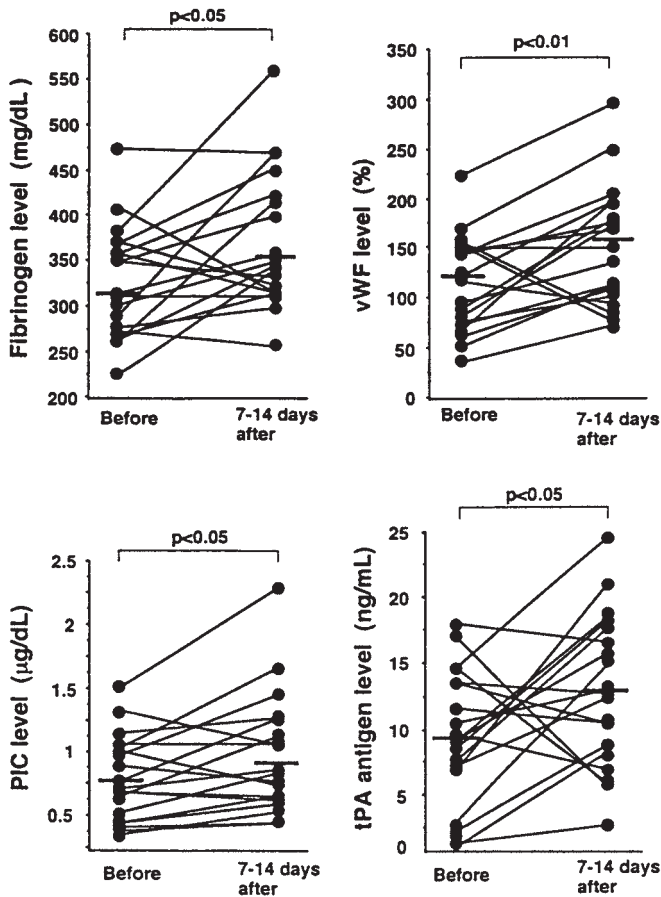 p<0.05
600
550
500
450
400
350
300
250
200
Fibrinogen level (mg/dL )
Before
7-14 days
after
p<0.01
350
300
250
200
150
100
50
0
vWF level (%)
Before
7-14 days
after
p<0.05
2.5
2
1.5
1
0.5
PIC level (µg/dL)
Before
7-14 days
after
p<0.05
25
20
15
10
5
0
tPA antigen level (ng/mL)
Before
7-14 days
after